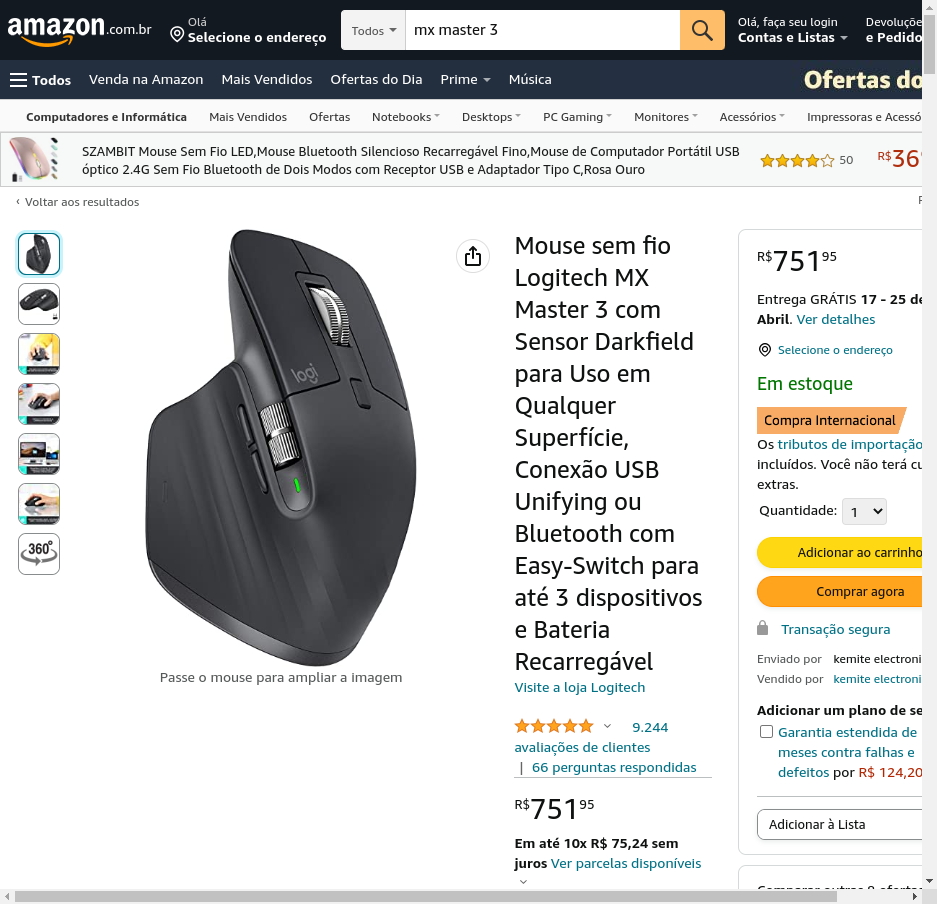 amazon.com.br
Olá
Selecione o endereço
Todos
mx master 3
Olá, faça seu login
Contas e Listas
Devoluçõe
e Pedido
Todos
Venda na Amazon
Mais Vendidos
Ofertas do Dia
Prime
Música
Ofertas do
Computadores e Informática
Mais Vendidos
Ofertas
Notebooks
Desktops
PC Gaming
Monitores
Acessórios
Impressoras e Acessó
SZAMBIT Mouse Sem Fio LED,Mouse Bluetooth Silencioso Recarregável Fino,Mouse de Computador Portátil USB
óptico 2.4G Sem Fio Bluetooth de Dois Modos com Receptor USB e Adaptador Tipo C,Rosa Ouro
50
R$36
‹ Voltar aos resultados
360°
logi
Passe o mouse para ampliar a imagem
Mouse sem fio
Logitech MX
Master 3 com
Sensor Darkfield
para Uso em
Qualquer
Superfície,
Conexão USB
Unifying ou
Bluetooth com
Easy-Switch para
até 3 dispositivos
e Bateria
Recarregável
Visite a loja Logitech
9.244
avaliações de clientes
| 66 perguntas respondidas
R$75195
Em até 10x R$ 75,24 sem
juros Ver parcelas disponíveis
R$75195
Entrega GRÁTIS 17 - 25 de
Abril. Ver detalhes
Selecione o endereço
Em estoque
Compra Internacional
Os tributos de importação
incluídos. Você não terá cu
extras.
Quantidade: 1
Adicionar ao carrinho
Comprar agora
Transação segura
Enviado por kemite electroni
Vendido por kemite electroni
Adicionar um plano de se
Garantia estendida de
meses contra falhas e
defeitos por R$ 124,20
Adicionar à Lista
Comparar outras 9 ofertas